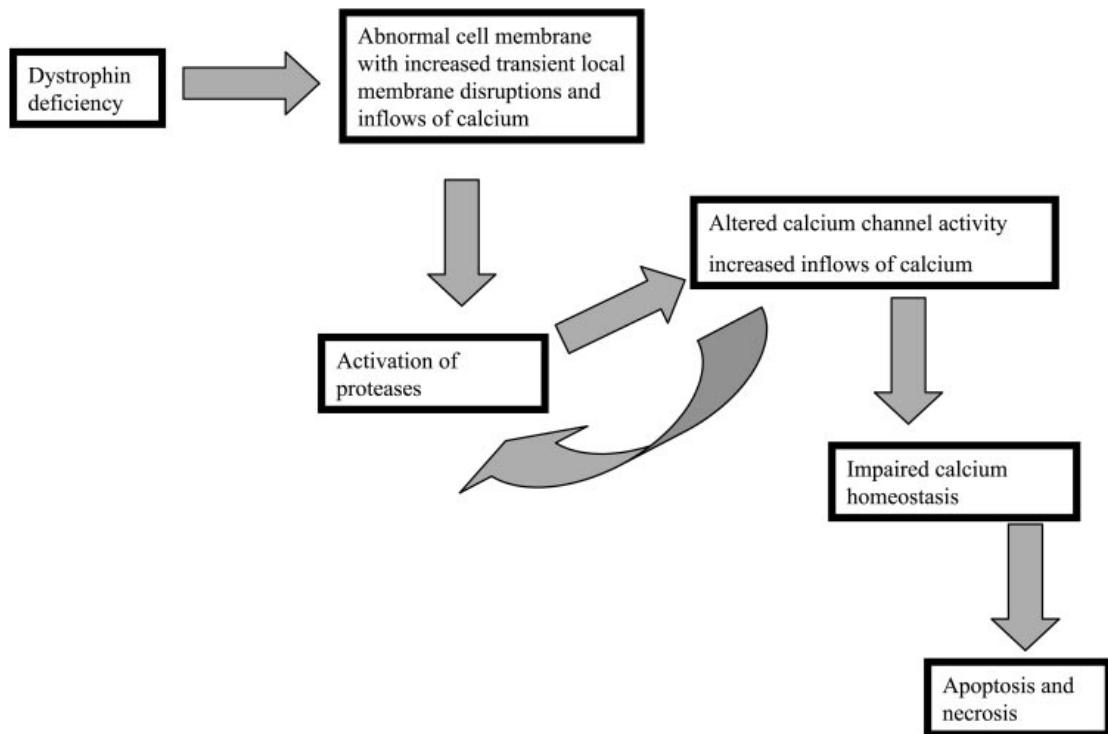 Dystrophin
deficiency
Abnormal cell membrane
with increased transient local
membrane disruptions and
inflows of calcium
Altered calcium channel activity
increased inflows of calcium
Activation of
proteases
Impaired calcium
homeostasis
Apoptosis and
necrosis